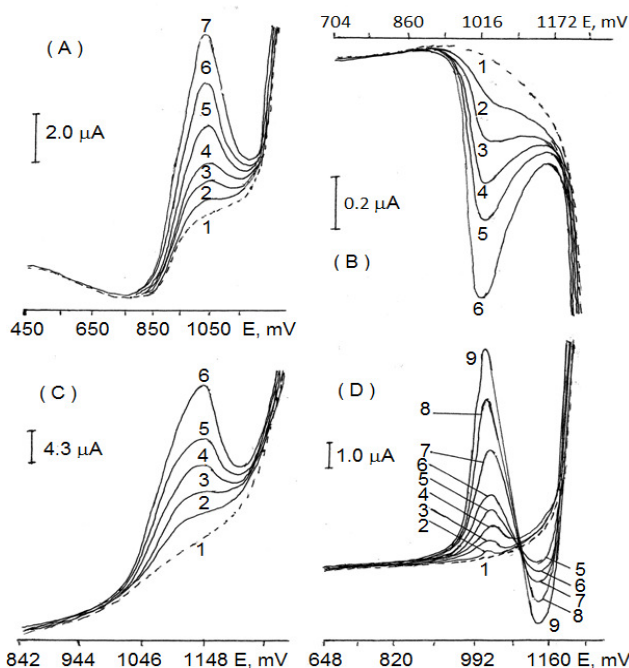 ( A )
7
6
5
4
3
2
1
2.0 µA
450 650 850 1050 E, mV
704 860 1016 1172 E, mV
1
2
3
4
5
6
0.2 µA
( B )
( C )
6
5
4
3
2
1
4.3 µA
842 944 1046 1148 E, mV
( D )
9
8
7
6
5
4
3
2
1
1.0 µA
5
6
7
8
9
648 820 992 1160 E, mV